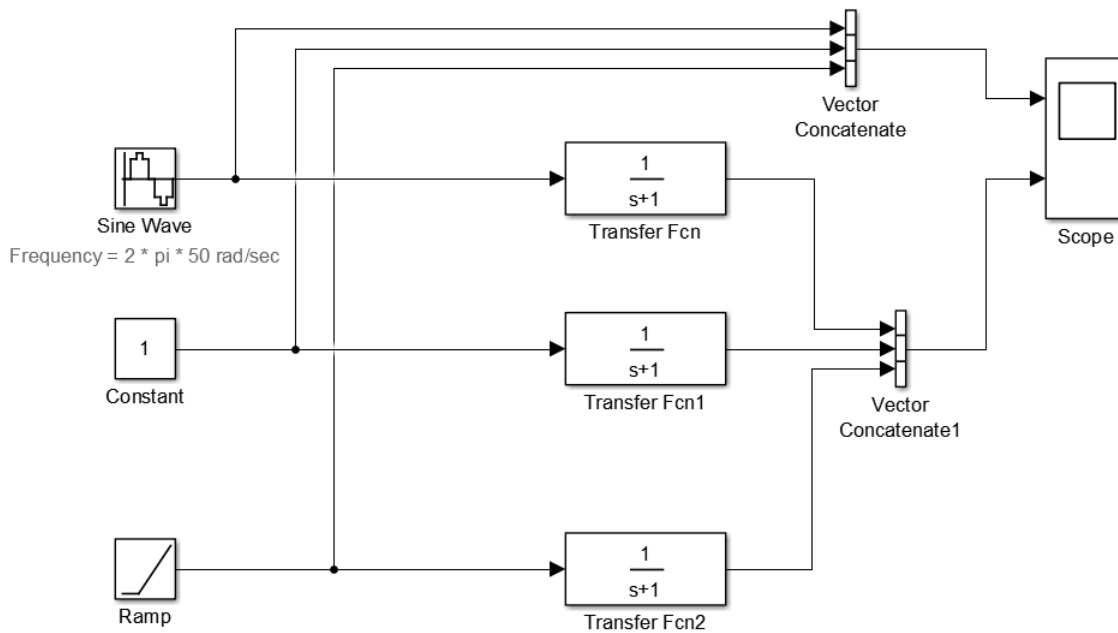 Vector
Concatenate
Scope
Sine Wave
Frequency = 2 * pi * 50 rad/sec
1
s+1
Transfer Fcn
1
Constant
1
s+1
Transfer Fcn1
Vector
Concatenate1
Ramp
1
s+1
Transfer Fcn2